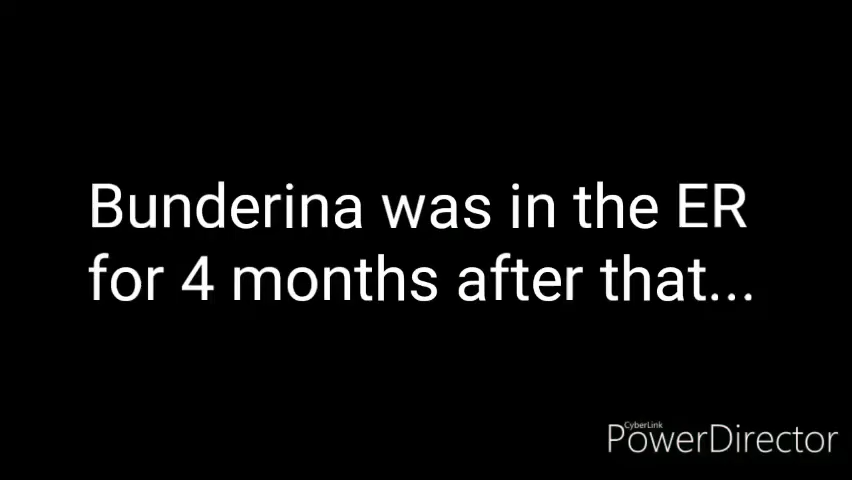 Bunderina was in the ER
for 4 months after that...
CyberLink
PowerDirector